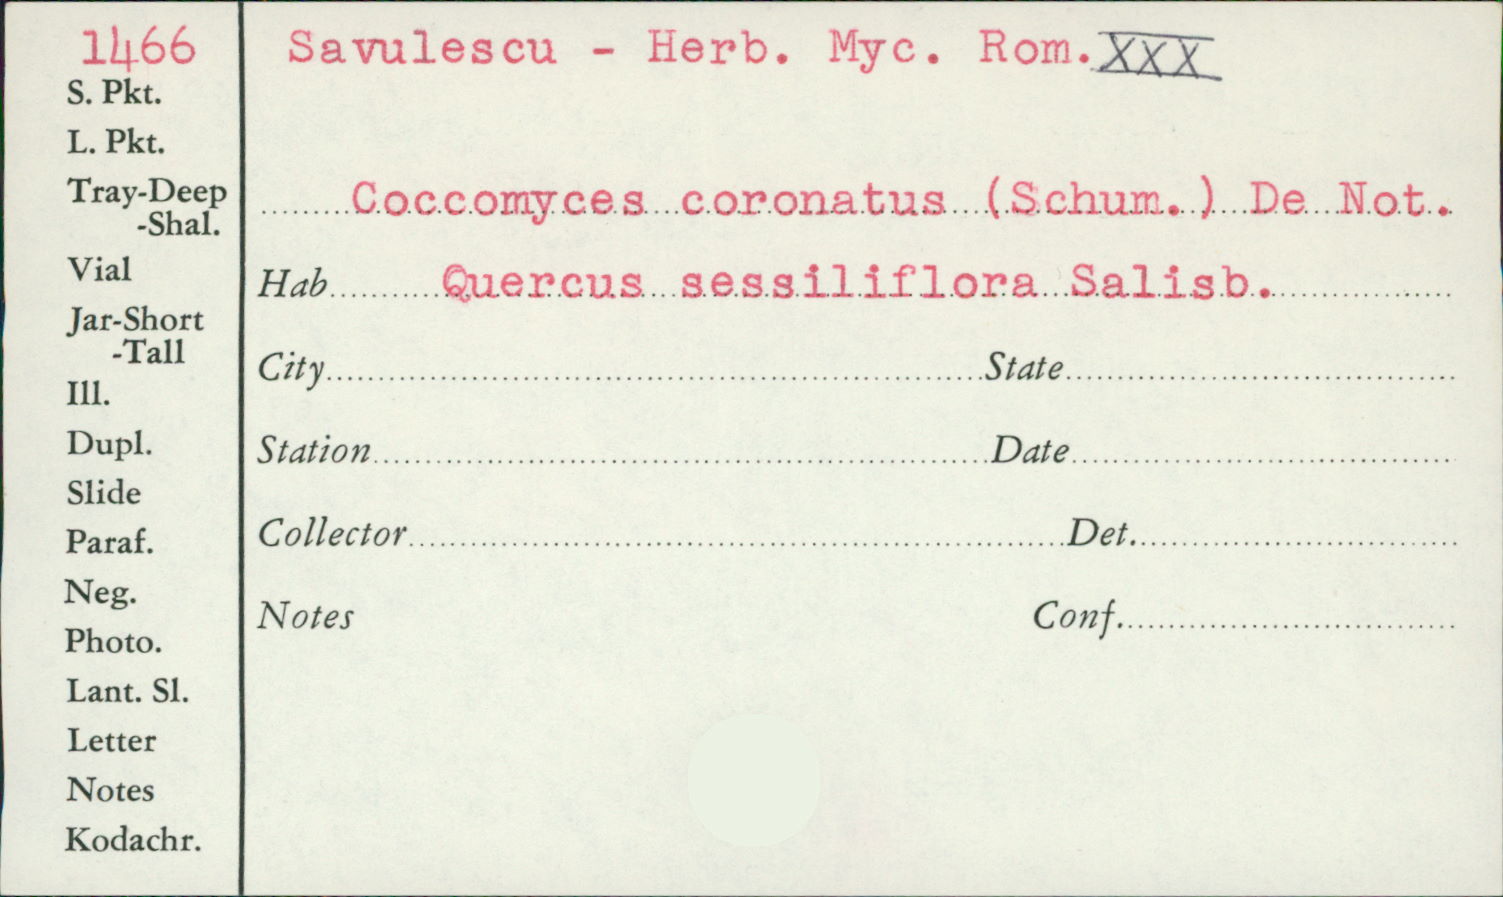 1466
Savulescu - Herb. Myc. Rom. XXX
S. Pkt.
L. Pkt.
Tray-Deep
-Shal.
Vial
Jar-Short
-Tall
Ill.
Dupl.
Slide
Paraf.
Neg.
Photo.
Lant. Sl.
Letter
Notes
Kodachr.
Coccomyces coronatus (Schum.) De Not.
Hab. Quercus sessiliflora Salisb.
City State
Station Date
Collector Det.
Notes Conf.